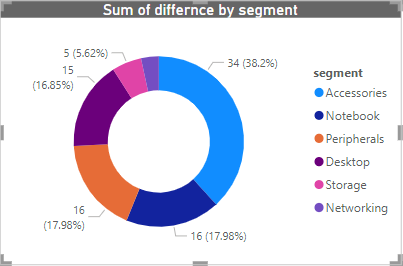 Sum of differnce by segment
5 (5.62%)
15
(16.85%)
34 (38.2%)
16
(17.98%)
16 (17.98%)
segment
Accessories
Notebook
Peripherals
Desktop
Storage
Networking